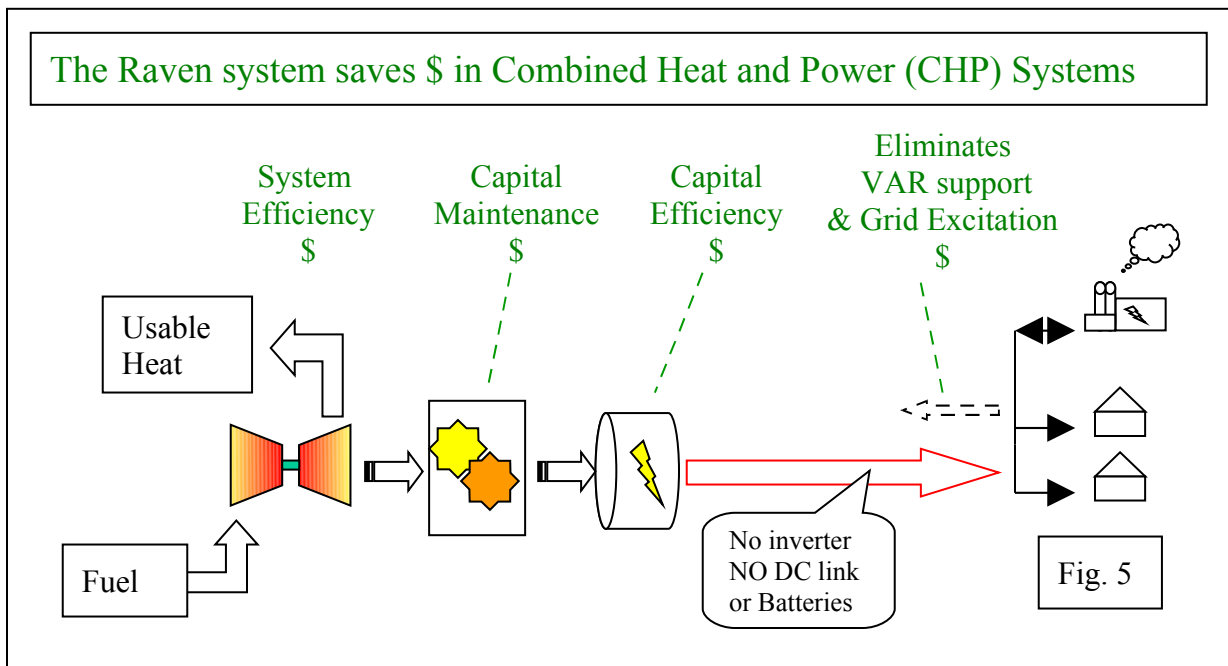 The Raven system saves $ in Combined Heat and Power (CHP) Systems
System
Efficiency
$
Capital
Maintenance
$
Capital
Efficiency
$
Eliminates
VAR support
& Grid Excitation
$
Usable
Heat
Fuel
No inverter
NO DC link
or Batteries
Fig. 5